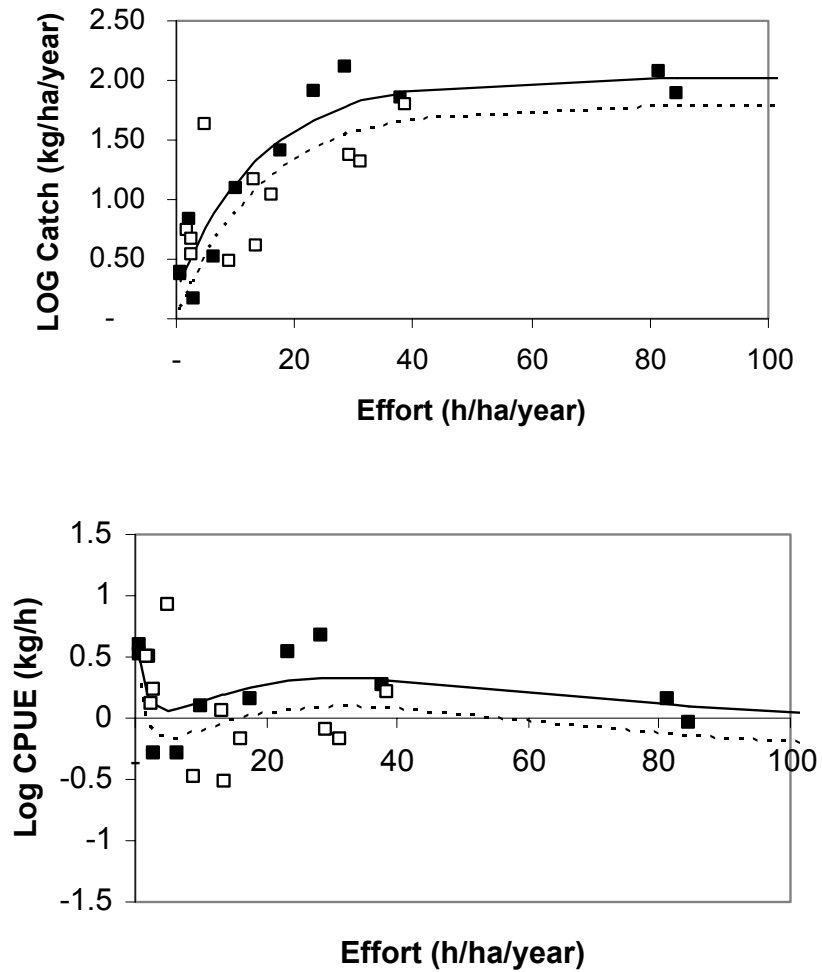 LOG Catch (kg/ha/year)
2.50
2.00
1.50
1.00
0.50
-
- 20 40 60 80 100
Effort (h/ha/year)
Log CPUE (kg/h)
1.5
1
0.5
0
-0.5
-1
-1.5
- 20 40 60 80 100
Effort (h/ha/year)